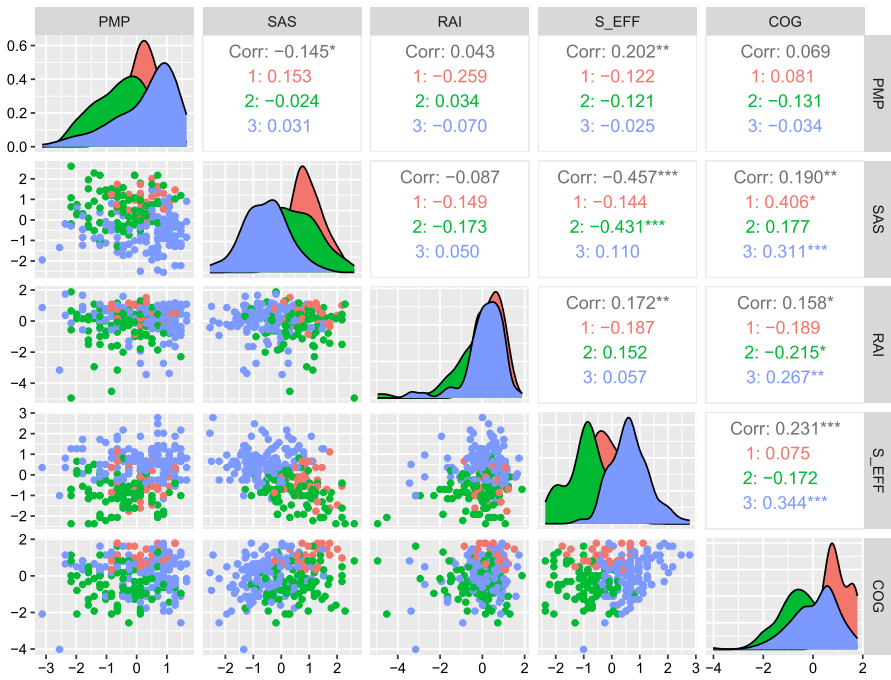 PMP SAS RAI S_EFF COG
0.6
0.4
0.2
0.0
Corr: −0.145*
1: 0.153
2: −0.024
3: 0.031
Corr: 0.043
1: −0.259
2: 0.034
3: −0.070
Corr: 0.202**
1: −0.122
2: −0.121
3: −0.025
Corr: 0.069
1: 0.081
2: −0.131
3: −0.034
PMP
2
1
0
−1
−2
Corr: −0.087
1: −0.149
2: −0.173
3: 0.050
Corr: −0.457***
1: −0.144
2: −0.431***
3: 0.110
Corr: 0.190**
1: 0.406*
2: 0.177
3: 0.311***
SAS
2
0
−2
−4
Corr: 0.172**
1: −0.187
2: 0.152
3: 0.057
Corr: 0.158*
1: −0.189
2: −0.215*
3: 0.267**
RAI
3
2
1
0
−1
−2
Corr: 0.231***
1: 0.075
2: −0.172
3: 0.344***
S_EFF
2
0
−2
−4
COG
−3 −2 −1 0 1
−2 −1 0 1 2
−4 −2 0 2
−2 −1 0 1 2 3
−4 −2 0 2